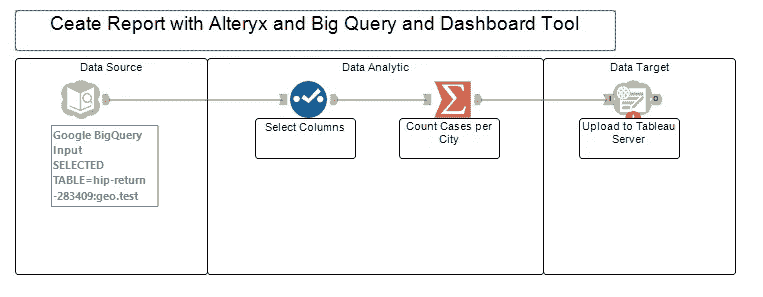 Ceate Report with Alteryx and Big Query and Dashboard Tool
Data Source
Data Analytic
Data Target
Google BigQuery
Input
SELECTED
TABLE=hip-return
-283409:geo.test
Select Columns
Count Cases per
City
Upload to Tableau
Server